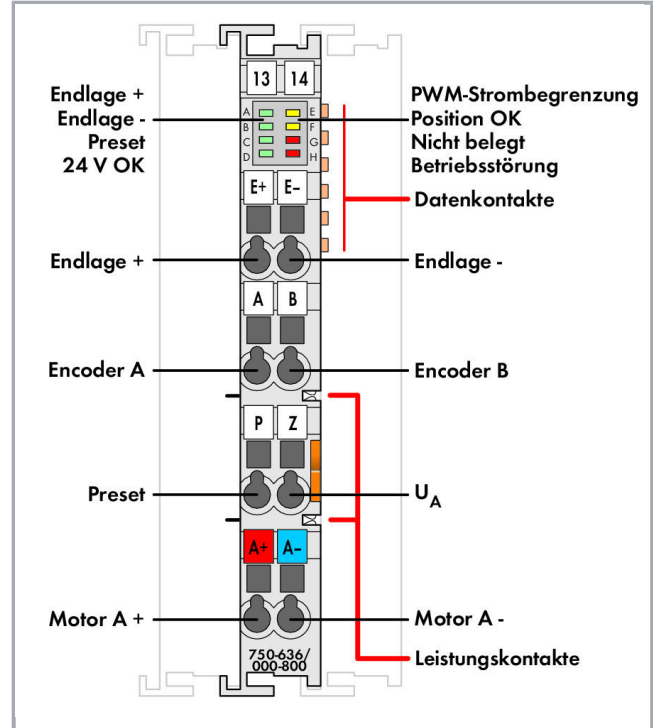 13 14
Endlage +
Endlage -
Preset
24 V OK
A E
B F
C G
D H
PWM-Strombegrenzung
Position OK
Nicht belegt
Betriebsstörung
Datenkontakte
E+ E–
Endlage +
Endlage -
A B
Encoder A
Encoder B
P Z
Preset
UA
A+ A–
Motor A +
Motor A -
750-636/
000-800
Leistungskontakte